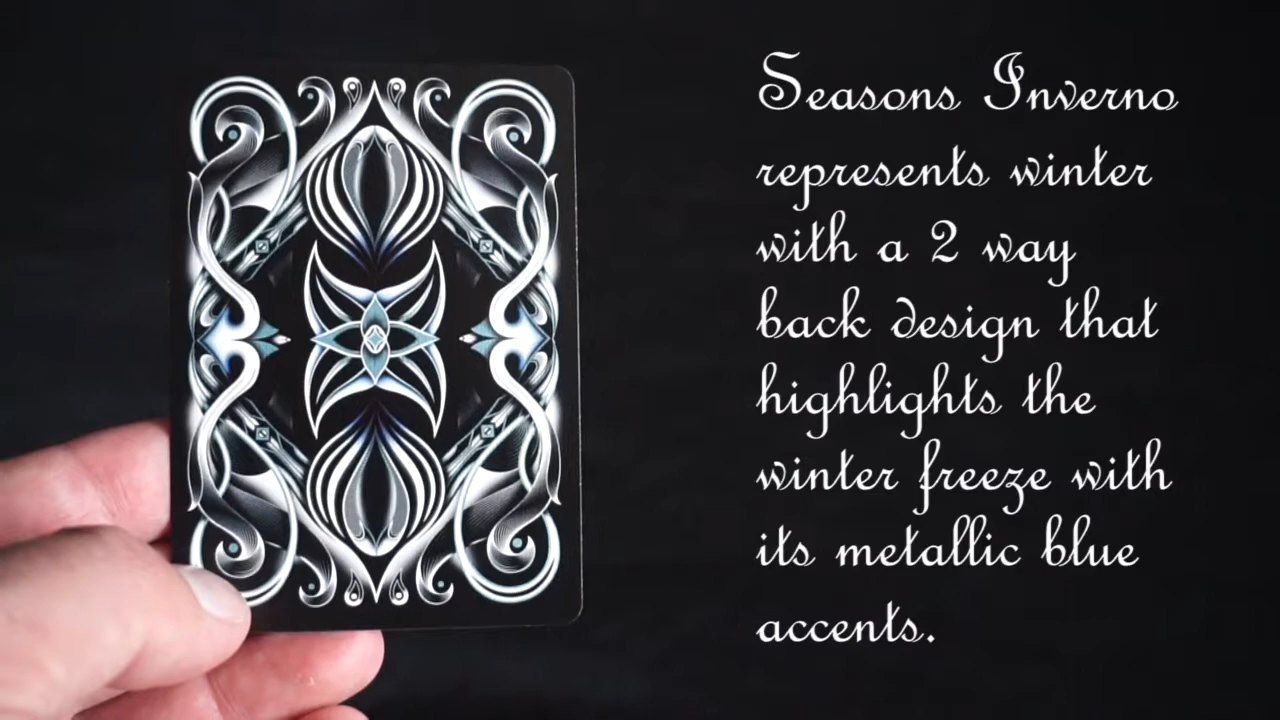 Seasons Inverno
represents winter
with a 2 way
back design that
highlights the
winter freeze with
its metallic blue
accents.